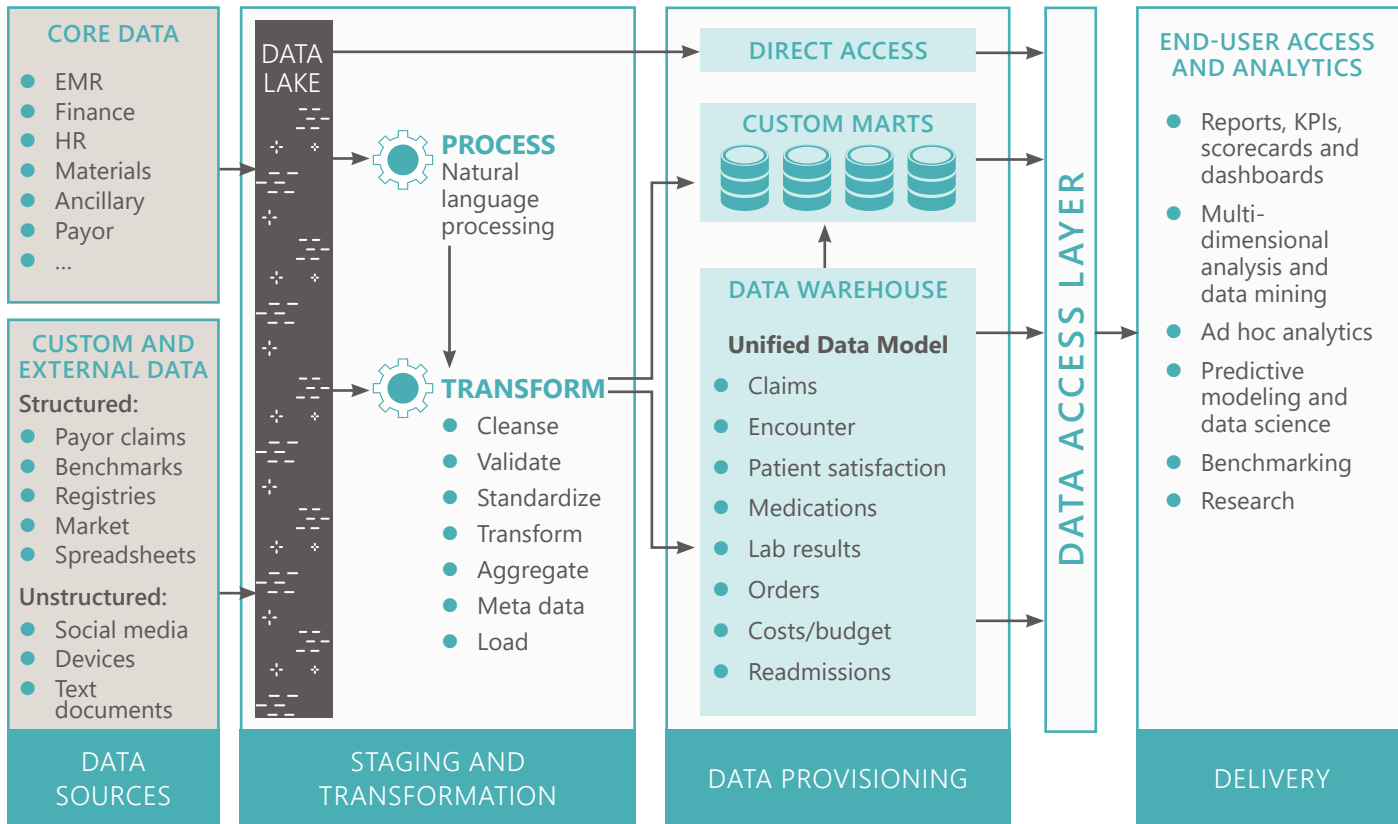 CORE DATA
EMR
Finance
HR
Materials
Ancillary
Payor
...
CUSTOM AND
EXTERNAL DATA
Structured:
Payor claims
Benchmarks
Registries
Market
Spreadsheets
Unstructured:
Social media
Devices
Text
documents
DATA
SOURCES
DATA
LAKE
PROCESS
Natural
language
processing
TRANSFORM
Cleanse
Validate
Standardize
Transform
Aggregate
Meta data
Load
STAGING AND
TRANSFORMATION
DIRECT ACCESS
CUSTOM MARTS
DATA WAREHOUSE
Unified Data Model
Claims
Encounter
Patient satisfaction
Medications
Lab results
Orders
Costs/budget
Readmissions
DATA PROVISIONING
DATA ACCESS LAYER
END-USER ACCESS
AND ANALYTICS
Reports, KPIs,
scorecards and
dashboards
Multi-
dimensional
analysis and
data mining
Ad hoc analytics
Predictive
modeling and
data science
Benchmarking
Research
DELIVERY